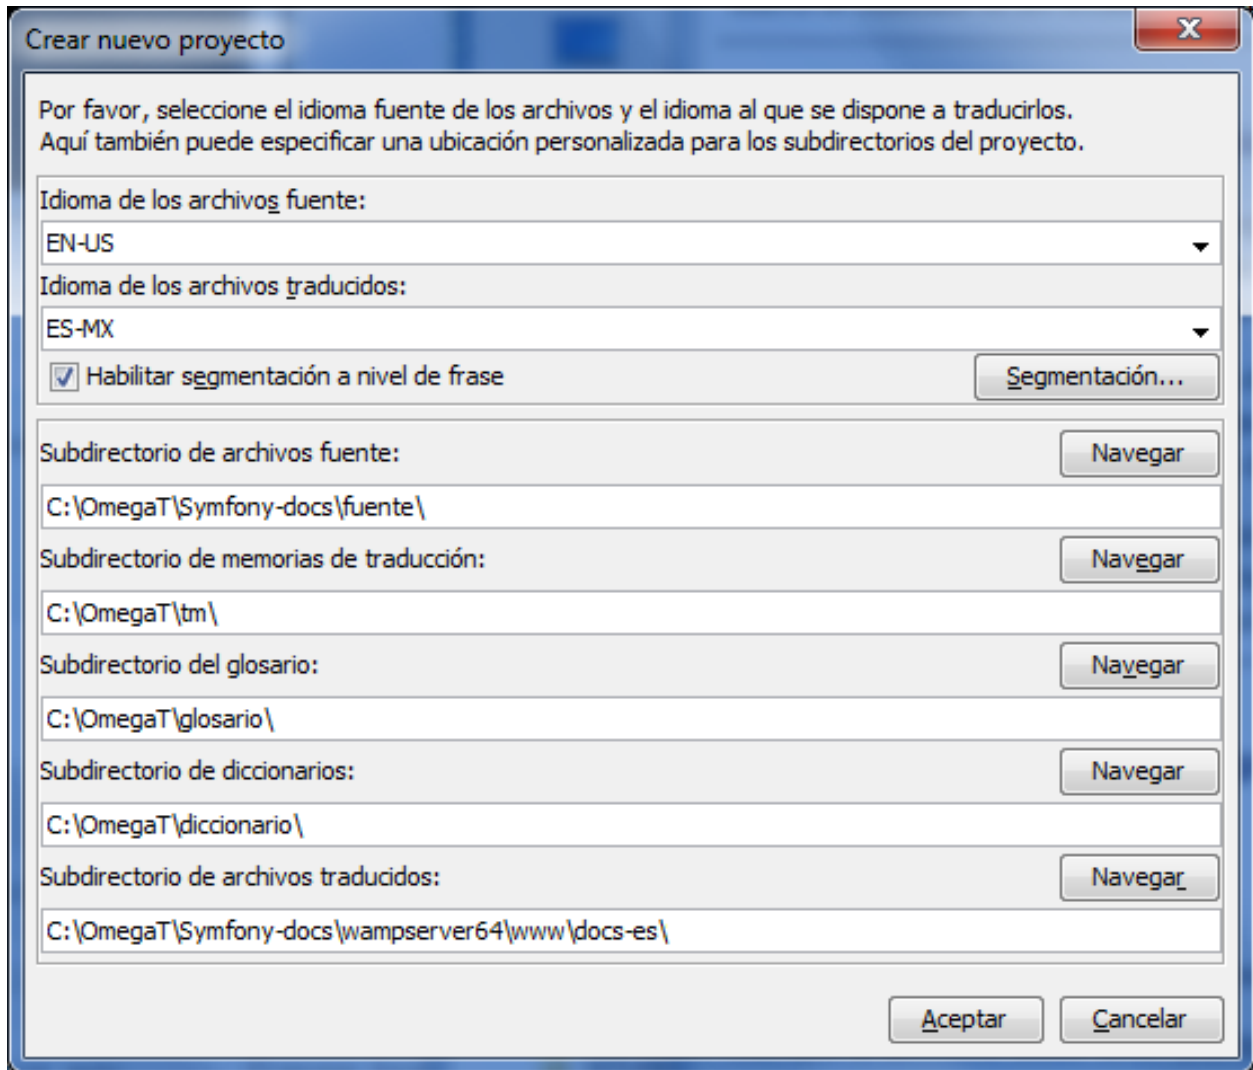 Crear nuevo proyecto
Por favor, seleccione el idioma fuente de los archivos y el idioma al que se dispone a traducirlos.
Aquí también puede especificar una ubicación personalizada para los subdirectorios del proyecto.
Idioma de los archivos fuente:
EN-US
Idioma de los archivos traducidos:
ES-MX
Habilitar segmentación a nivel de frase
Segmentación...
Subdirectorio de archivos fuente:
Navegar
C:\OmegaT\Symfony-docs\fuente\
Subdirectorio de memorias de traducción:
Navegar
C:\OmegaT\tm\
Subdirectorio del glosario:
Navegar
C:\OmegaT\glosario\
Subdirectorio de diccionarios:
Navegar
C:\OmegaT\diccionario\
Subdirectorio de archivos traducidos:
Navegar
C:\OmegaT\Symfony-docs\wampserver64\www\docs-es\
Aceptar
Cancelar